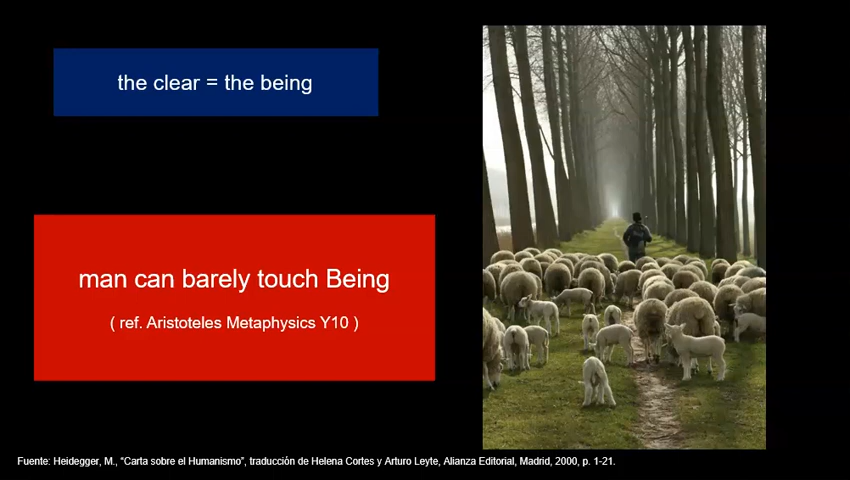 the clear = the being
man can barely touch Being
( ref. Aristoteles Metaphysics Y10 )
Fuente: Heidegger, M., “Carta sobre el Humanismo”, traducción de Helena Cortes y Arturo Leyte, Alianza Editorial, Madrid, 2000, p. 1-21.